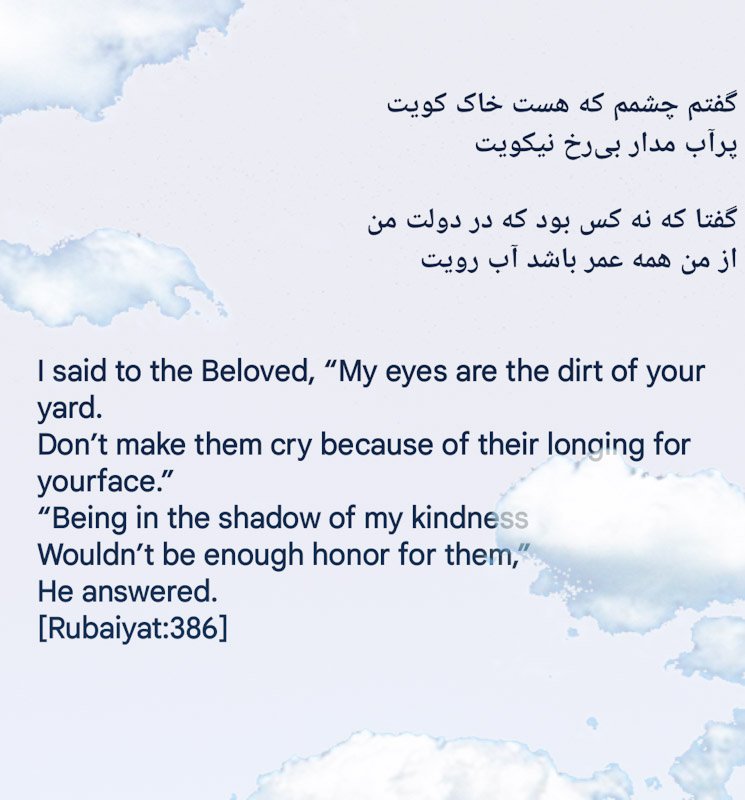 گفتم چشمم که هست خاک کویت
پرآب مدار بی‌رخ نیکویت
گفتا که نه کس بود که در دولت من
از من همه عمر باشد آب رویت
I said to the Beloved, “My eyes are the dirt of your
yard.
Don’t make them cry because of their longing for
yourface.”
“Being in the shadow of my kindness
Wouldn’t be enough honor for them,”
He answered.
[Rubaiyat:386]